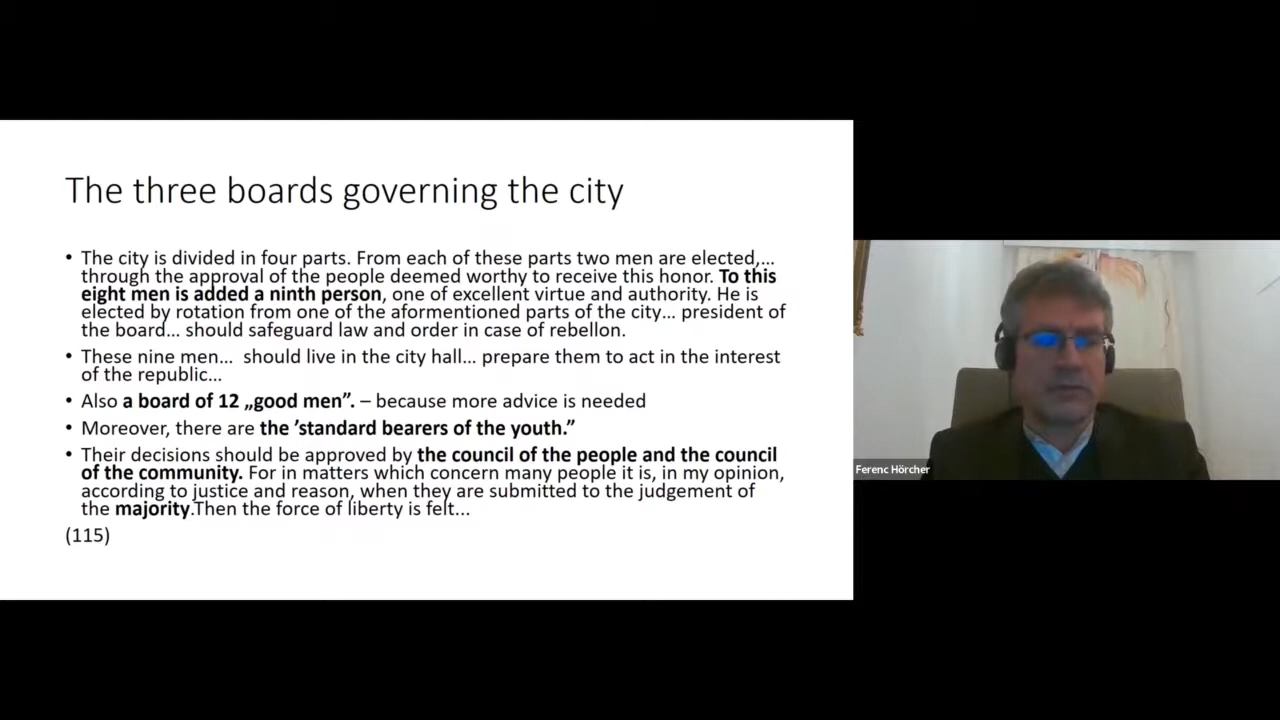 The three boards governing the city
• The city is divided in four parts. From each of these parts two men are elected,...
through the approval of the people deemed worthy to receive this honor. To this
eight men is added a ninth person, one of excellent virtue and authority. He is
elected by rotation from one of the aformentioned parts of the city... president of
the board... should safeguard law and order in case of rebellon.
• These nine men... should live in the city hall... prepare them to act in the interest
of the republic...
• Also a board of 12 „good men”. – because more advice is needed
• Moreover, there are the ’standard bearers of the youth.”
• Their decisions should be approved by the council of the people and the council
of the community. For in matters which concern many people it is, in my opinion,
according to justice and reason, when they are submitted to the judgement of
the majority.Then the force of liberty is felt...
(115)
Ferenc Hörcher